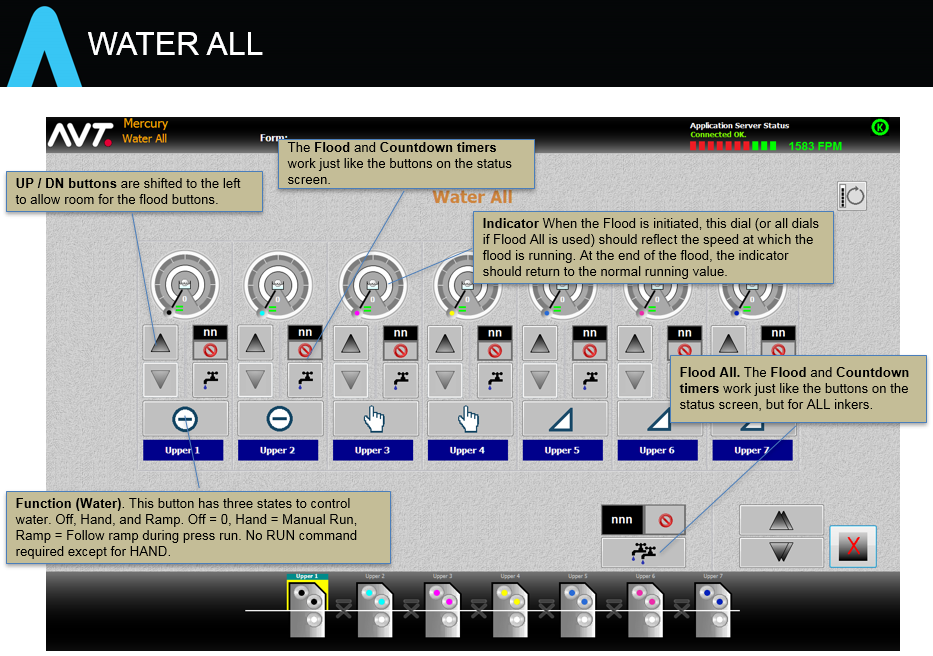 WATER ALL
AVT.
Mercury
Water All
Form:
Application Server Status
Connected OK.
1583 FPM
K
The Flood and Countdown timers
work just like the buttons on the status
screen.
UP / DN buttons are shifted to the left
to allow room for the flood buttons.
Water All
Indicator When the Flood is initiated, this dial (or all dials
if Flood All is used) should reflect the speed at which the
flood is running. At the end of the flood, the indicator
should return to the normal running value.
0 0 0 0 0 0 0
nn nn nn nn nn nn nn
Flood All. The Flood and Countdown
timers work just like the buttons on the
status screen, but for ALL inkers.
Upper 1 Upper 2 Upper 3 Upper 4 Upper 5 Upper 6 Upper 7
Function (Water). This button has three states to control
water. Off, Hand, and Ramp. Off = 0, Hand = Manual Run,
Ramp = Follow ramp during press run. No RUN command
required except for HAND.
nnn
X
Upper 1 Upper 2 Upper 3 Upper 4 Upper 5 Upper 6 Upper 7